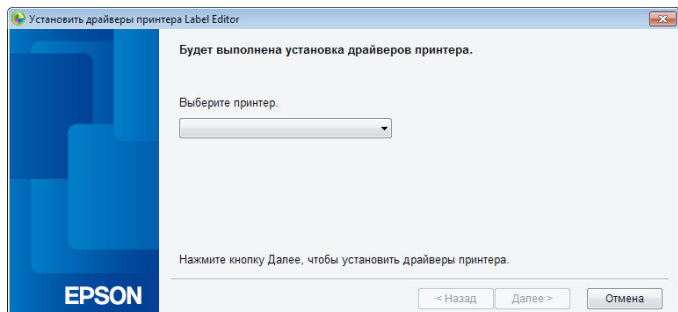 Установить драйверы принтера Label Editor
Будет выполнена установка драйверов принтера.
Выберите принтер.
Нажмите кнопку Далее, чтобы установить драйверы принтера.
EPSON
< Назад
Далее >
Отмена